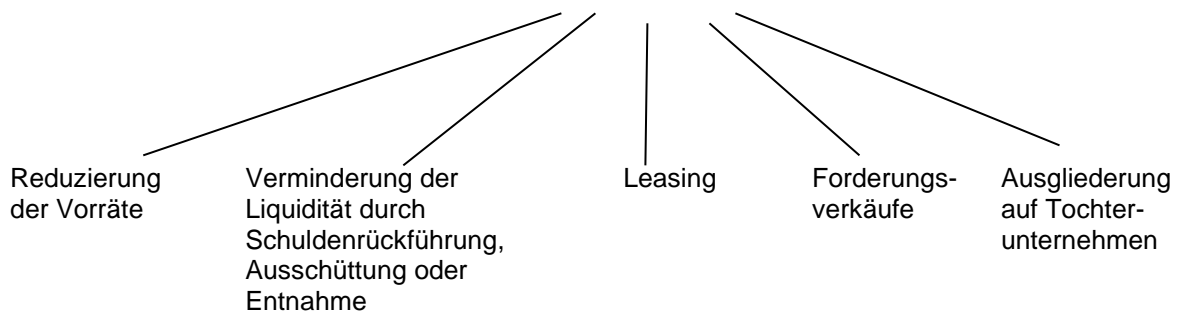 Reduzierung
der Vorräte
Verminderung der
Liquidität durch
Schuldenrückführung,
Ausschüttung oder
Entnahme
Leasing
Forderungs-
verkäufe
Ausgliederung
auf Tochter-
unternehmen